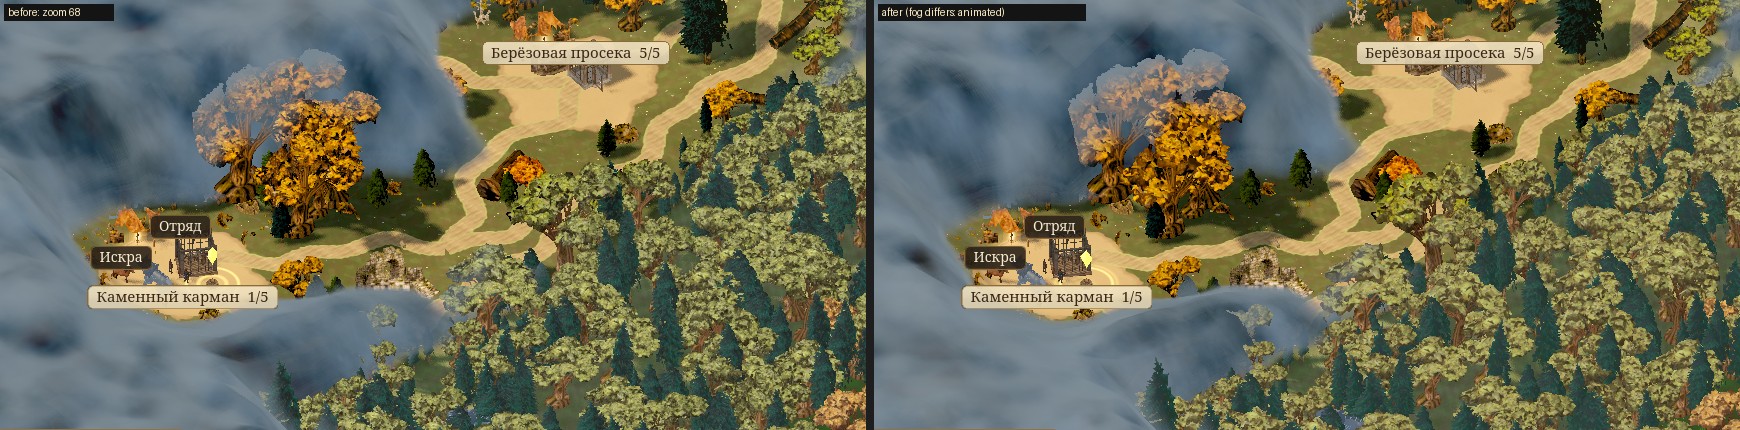 before: zoom 68
Берёзовая просека 5/5
Отряд
Искра
Каменный карман 1/5
after (fog differs: animated)
Берёзовая просека 5/5
Отряд
Искра
Каменный карман 1/5